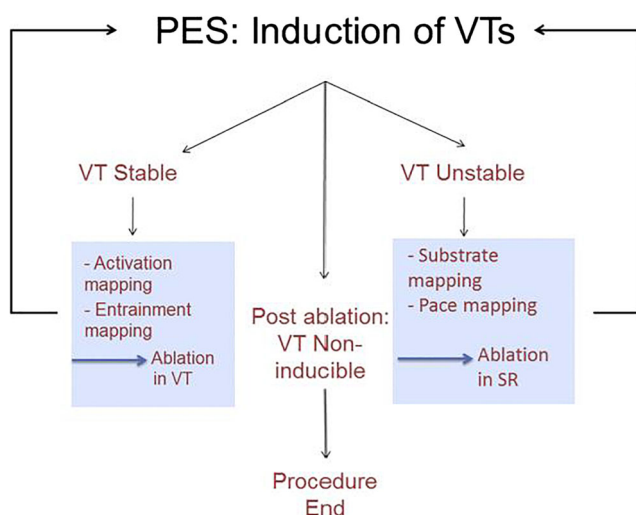 PES: Induction of VTs
VT Stable
- Activation
mapping
- Entrainment
mapping
Ablation
in VT
Post ablation:
VT Non-
inducible
Procedure
End
VT Unstable
- Substrate
mapping
- Pace mapping
Ablation
in SR